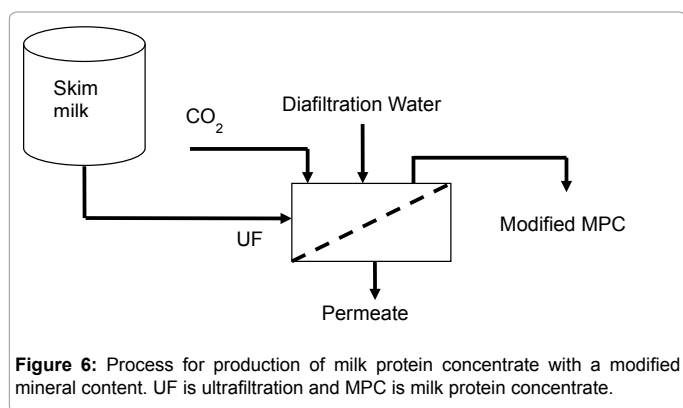 Skim
milk
CO2
Diafiltration Water
UF
Modified MPC
Permeate
Figure 6: Process for production of milk protein concentrate with a modified
mineral content. UF is ultrafiltration and MPC is milk protein concentrate.